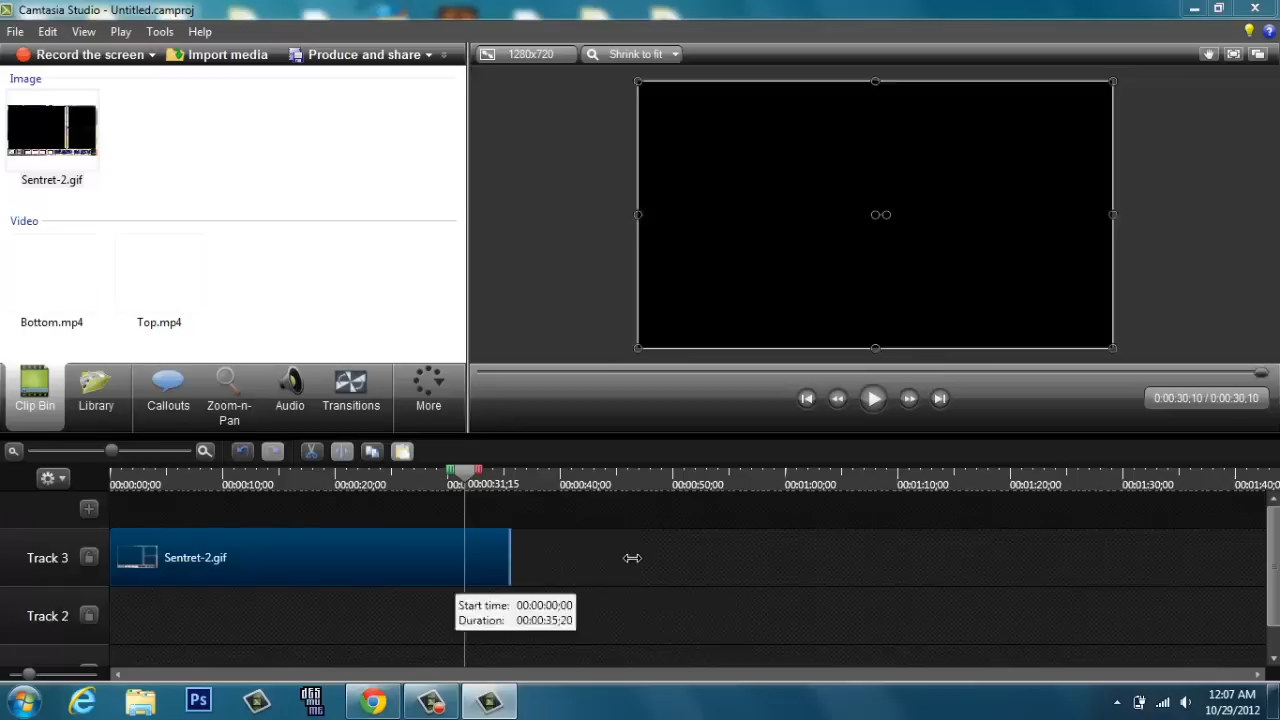 Camtasia Studio - Untitled.camproj
File Edit View Play Tools Help
Record the screen Import media Produce and share
1280x720 Shrink to fit
Image
Sentret-2.gif
Video
Bottom.mp4 Top.mp4
Clip Bin Library Callouts Zoom-n-Pan Audio Transitions More
0:00:30;10 / 0:00:30;10
00:00:00;00 00:00:10;00 00:00:20;00 00:00:31;15 00:00:40;00 00:00:50;00 00:01:00;00 00:01:10;00 00:01:20;00 00:01:30;00 00:01:40;0
Track 3 Sentret-2.gif
Start time: 00:00:00;00
Duration: 00:00:35;20
Track 2
Ps
12:07 AM
10/29/2012